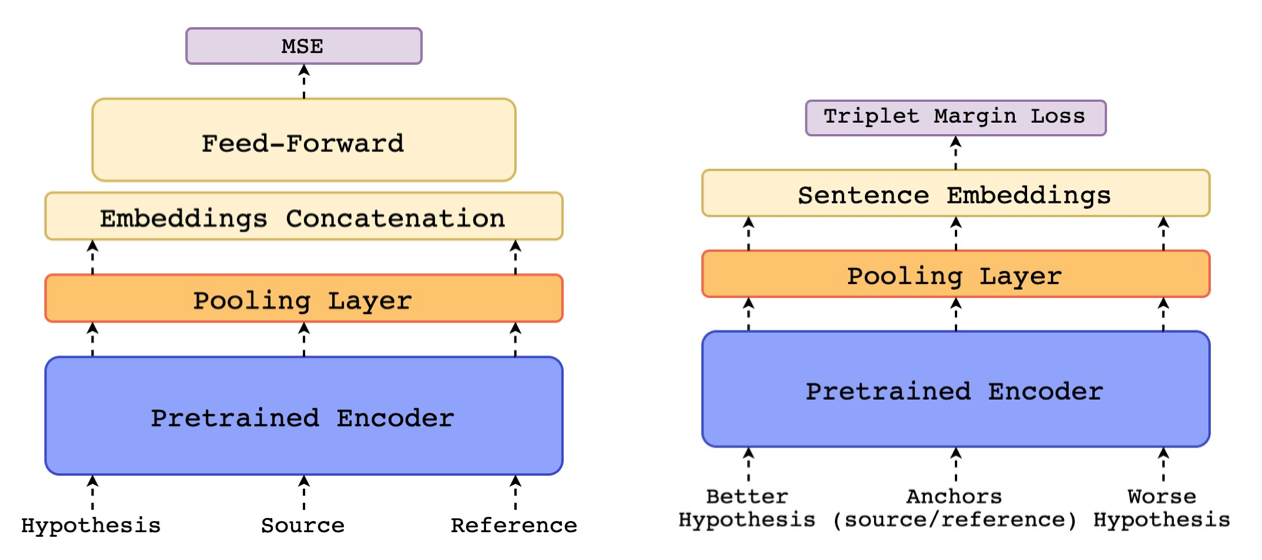 MSE
Feed-Forward
Embeddings Concatenation
Pooling Layer
Pretrained Encoder
Hypothesis Source Reference
Triplet Margin Loss
Sentence Embeddings
Pooling Layer
Pretrained Encoder
Better Anchors Worse
Hypothesis (source/reference) Hypothesis